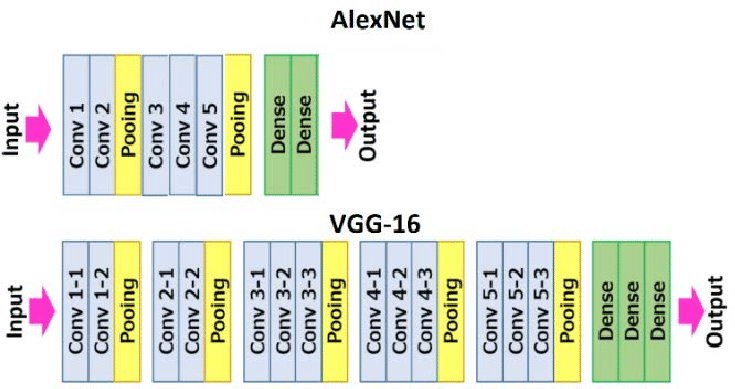 AlexNet
Input
Conv 1
Conv 2
Pooing
Conv 3
Conv 4
Conv 5
Pooing
Dense
Dense
Output
VGG-16
Input
Conv 1-1
Conv 1-2
Pooing
Conv 2-1
Conv 2-2
Pooing
Conv 3-1
Conv 3-2
Conv 3-3
Pooing
Conv 4-1
Conv 4-2
Conv 4-3
Pooing
Conv 5-1
Conv 5-2
Conv 5-3
Pooing
Dense
Dense
Dense
Output